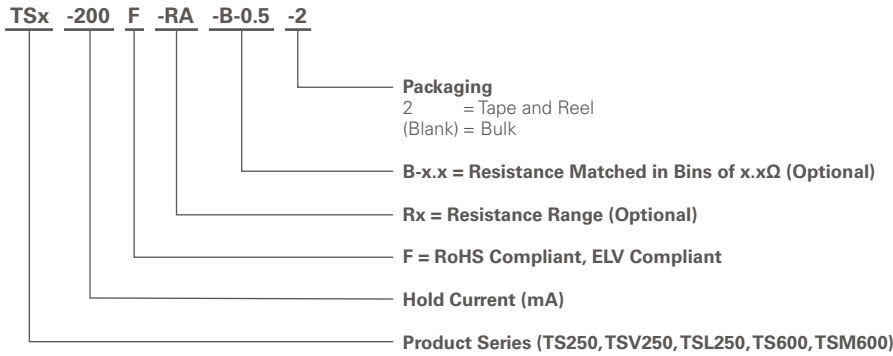 TSx -200 F -RA -B-0.5 -2
Packaging
2 = Tape and Reel
(Blank) = Bulk
B-x.x = Resistance Matched in Bins of x.xΩ (Optional)
Rx = Resistance Range (Optional)
F = RoHS Compliant, ELV Compliant
Hold Current (mA)
Product Series (TS250, TSV250, TSL250, TS600, TSM600)